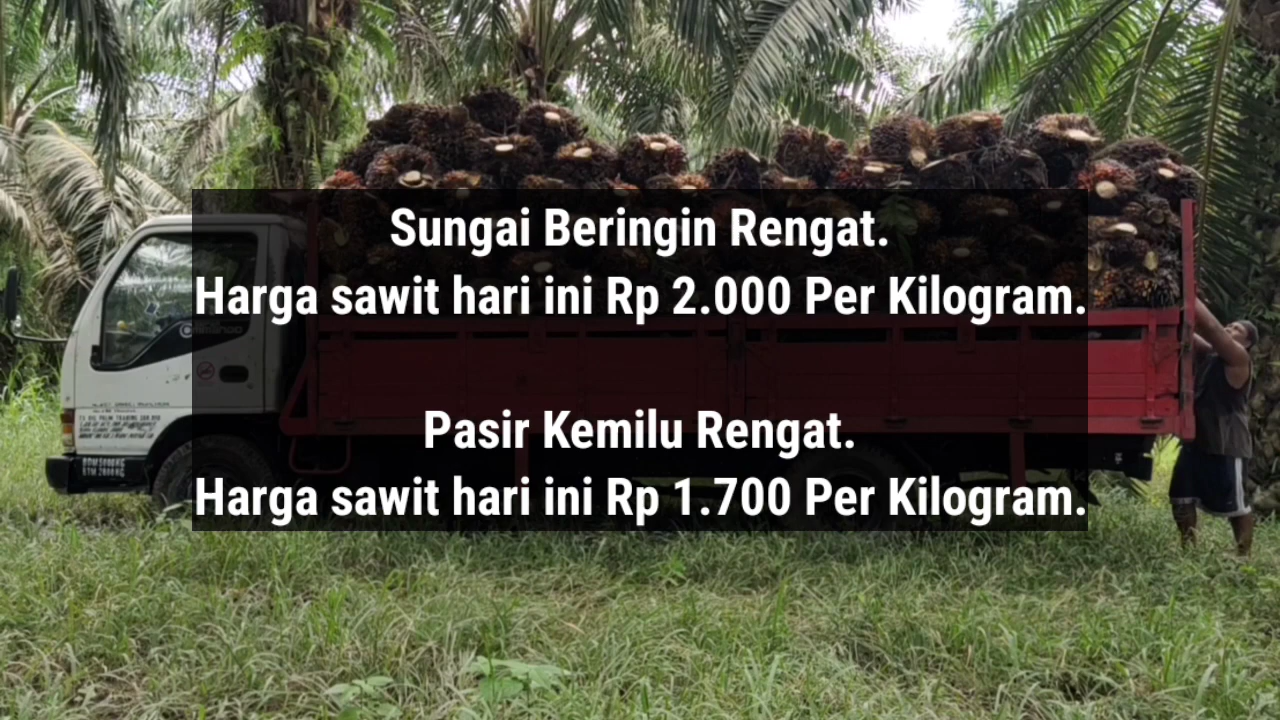 Sungai Beringin Rengat.
Harga sawit hari ini Rp 2.000 Per Kilogram.
Pasir Kemilu Rengat.
Harga sawit hari ini Rp 1.700 Per Kilogram.